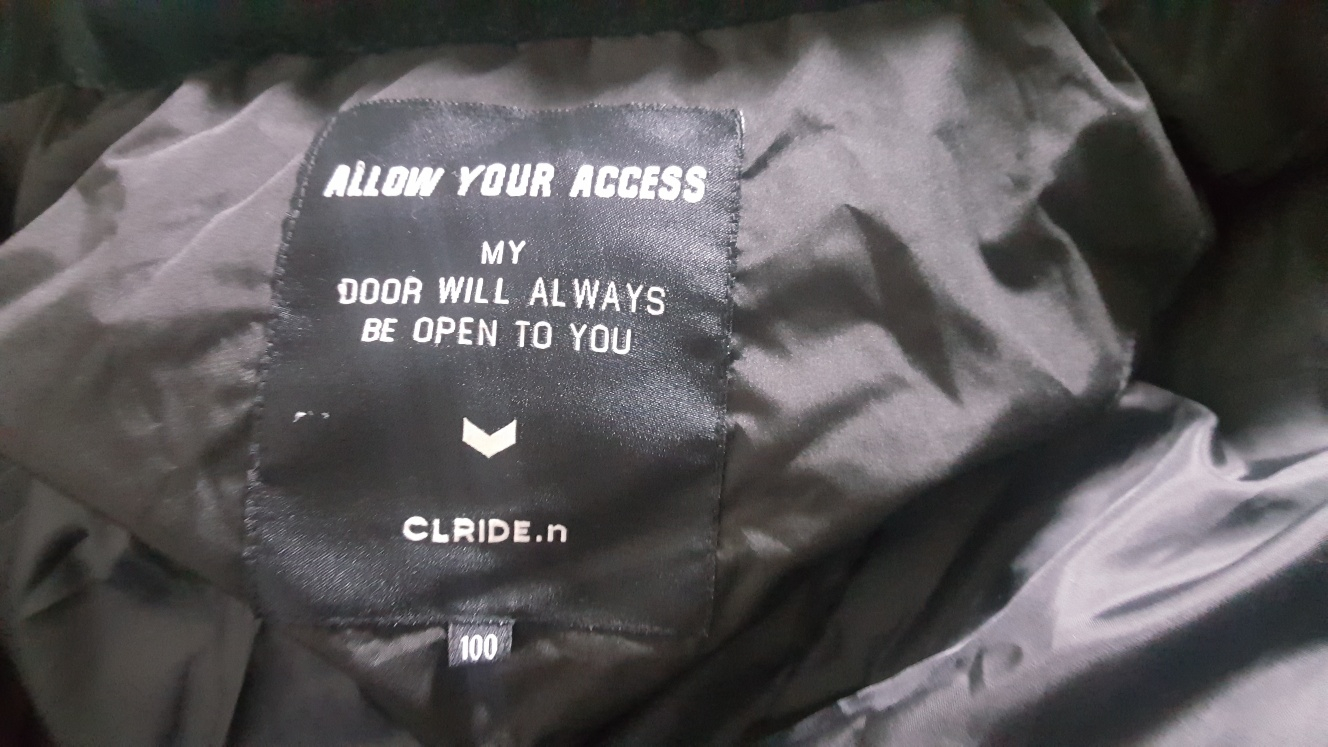 ALLOW YOUR ACCESS
MY
DOOR WILL ALWAYS
BE OPEN TO YOU
CLRIDE.n
100